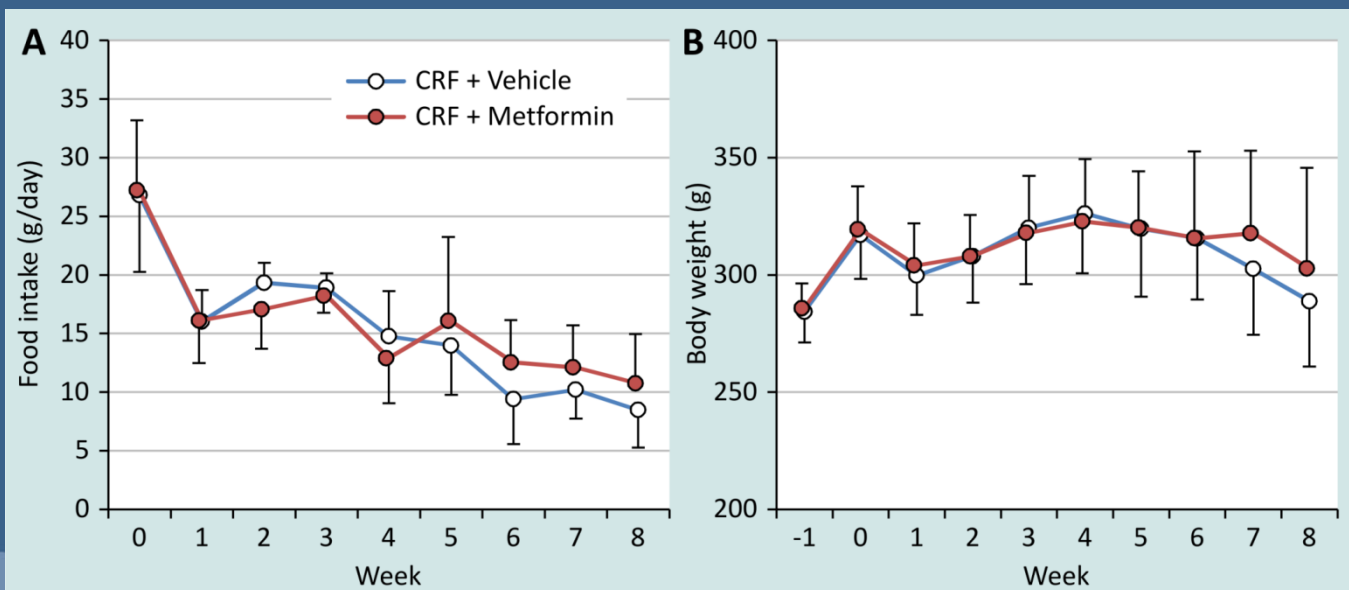 A
40
35
30
25
20
15
10
5
0
Food intake (g/day)
CRF + Vehicle
CRF + Metformin
0 1 2 3 4 5 6 7 8
Week
B
400
350
300
250
200
Body weight (g)
-1 0 1 2 3 4 5 6 7 8
Week